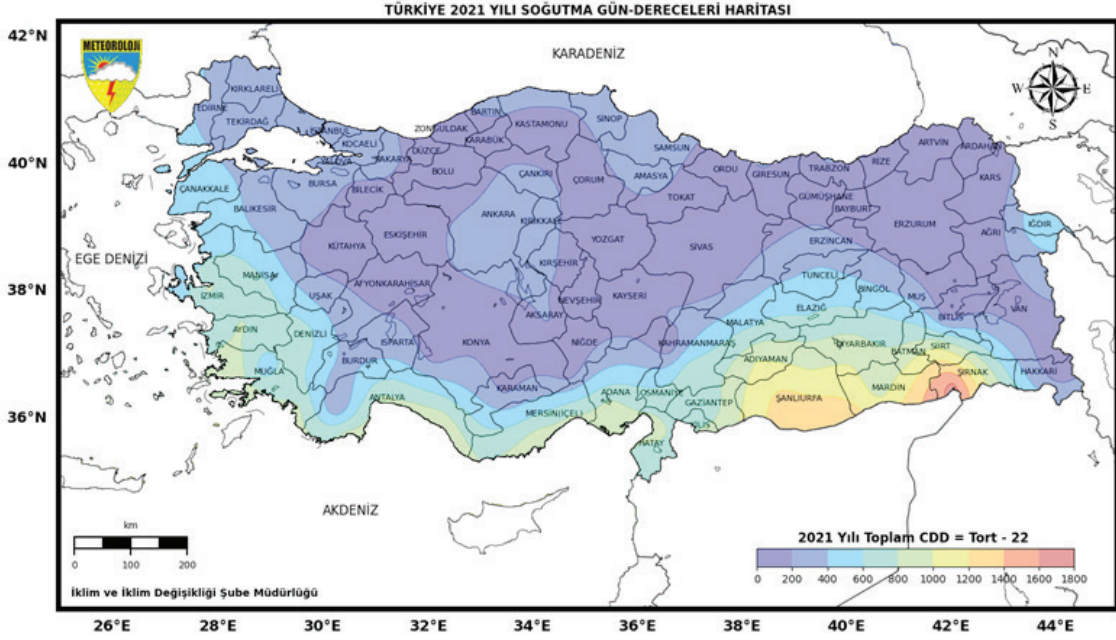 TÜRKİYE 2021 YILI SOĞUTMA GÜN-DERECELERİ HARİTASI
42°N
40°N
38°N
36°N
METEOROLOJİ
KARADENİZ
N
W
E
S
KIRKLARELİ
EDİRNE
TEKİRDAĞ
İSTANBUL
KOCAELİ
YALOVA
SAKARYA
ZONGULDAK
BARTIN
KASTAMONU
KARABÜK
DÜZCE
BOLU
SİNOP
SAMSUN
AMASYA
ÇANKIRI
ÇORUM
TOKAT
ORDU
GİRESUN
TRABZON
RİZE
ARTVİN
ARDAHAN
KARS
GÜMÜŞHANE
BAYBURT
ERZURUM
AĞRI
IĞDIR
ÇANAKKALE
BALIKESİR
BURSA
BİLECİK
ESKİŞEHİR
KÜTAHYA
ANKARA
KIRIKKALE
KIRŞEHİR
YOZGAT
SİVAS
ERZİNCAN
TUNCELİ
BİNGÖL
MUŞ
BİTLİS
VAN
EGE DENİZİ
MANİSA
İZMİR
UŞAK
AFYONKARAHİSAR
AKSARAY
NEVŞEHİR
KAYSERİ
NİĞDE
KONYA
MALATYA
ELAZIĞ
KAHRAMANMARAŞ
ADIYAMAN
DİYARBAKIR
BATMAN
SİİRT
ŞIRNAK
HAKKARİ
AYDIN
DENİZLİ
ISPARTA
BURDUR
MUĞLA
ANTALYA
KARAMAN
MERSİN(İÇEL)
ADANA
OSMANİYE
GAZİANTEP
KİLİS
HATAY
ŞANLIURFA
MARDİN
AKDENİZ
km
0 100 200
İklim ve İklim Değişikliği Şube Müdürlüğü
2021 Yılı Toplam CDD = Tort - 22
0 200 400 600 800 1000 1200 1400 1600 1800
26°E 28°E 30°E 32°E 34°E 36°E 38°E 40°E 42°E 44°E